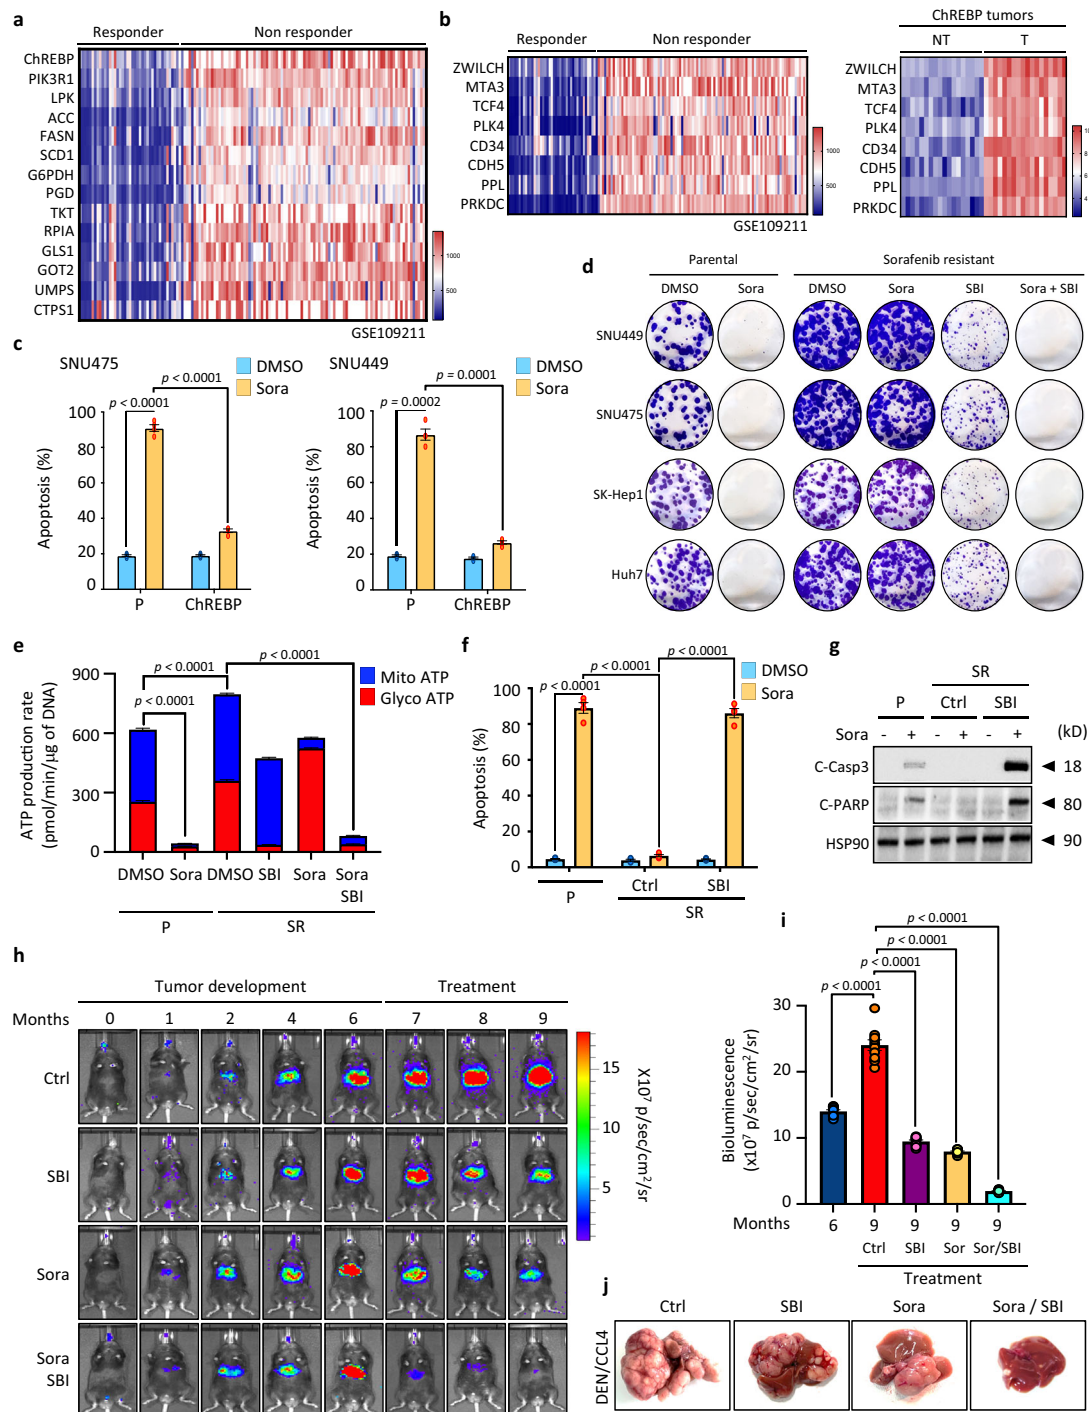 a
Responder
Non responder
ChREBP
PIK3R1
LPK
ACC
FASN
SCD1
G6PDH
PGD
TKT
RPIA
GLS1
GOT2
UMPS
CTPS1
1000
500
GSE109211
b
Responder
Non responder
ZWILCH
MTA3
TCF4
PLK4
CD34
CDH5
PPL
PRKDC
1000
500
GSE109211
ChREBP tumors
NT
T
ZWILCH
MTA3
TCF4
PLK4
CD34
CDH5
PPL
PRKDC
10
8
6
4
c
SNU475
DMSO
Sora
p < 0.0001
p < 0.0001
Apoptosis (%)
100
80
60
40
20
0
P
ChREBP
SNU449
DMSO
Sora
p = 0.0001
p = 0.0002
Apoptosis (%)
100
80
60
40
20
0
P
ChREBP
d
Parental
Sorafenib resistant
DMSO
Sora
DMSO
Sora
SBI
Sora + SBI
SNU449
SNU475
SK-Hep1
Huh7
e
p < 0.0001
p < 0.0001
p < 0.0001
Mito ATP
Glyco ATP
ATP production rate
(pmol/min/µg of DNA)
900
600
300
0
DMSO
Sora
DMSO
SBI
Sora
Sora
SBI
P
SR
f
p < 0.0001
p < 0.0001
p < 0.0001
DMSO
Sora
Apoptosis (%)
100
80
60
40
20
0
Ctrl
SBI
P
SR
g
SR
P
Ctrl
SBI
Sora
-
+
-
+
-
+
(kD)
C-Casp3
18
C-PARP
80
HSP90
90
h
Tumor development
Treatment
Months
0
1
2
4
6
7
8
9
Ctrl
SBI
Sora
Sora
SBI
15
10
5
X10⁷ p/sec/cm²/sr
i
p < 0.0001
p < 0.0001
p < 0.0001
p < 0.0001
Bioluminescence
(x10⁷ p/sec/cm²/sr)
30
20
10
0
Months
6
9
9
9
9
Ctrl
SBI
Sor
Sor/SBI
Treatment
j
Ctrl
SBI
Sora
Sora / SBI
DEN/CCL4